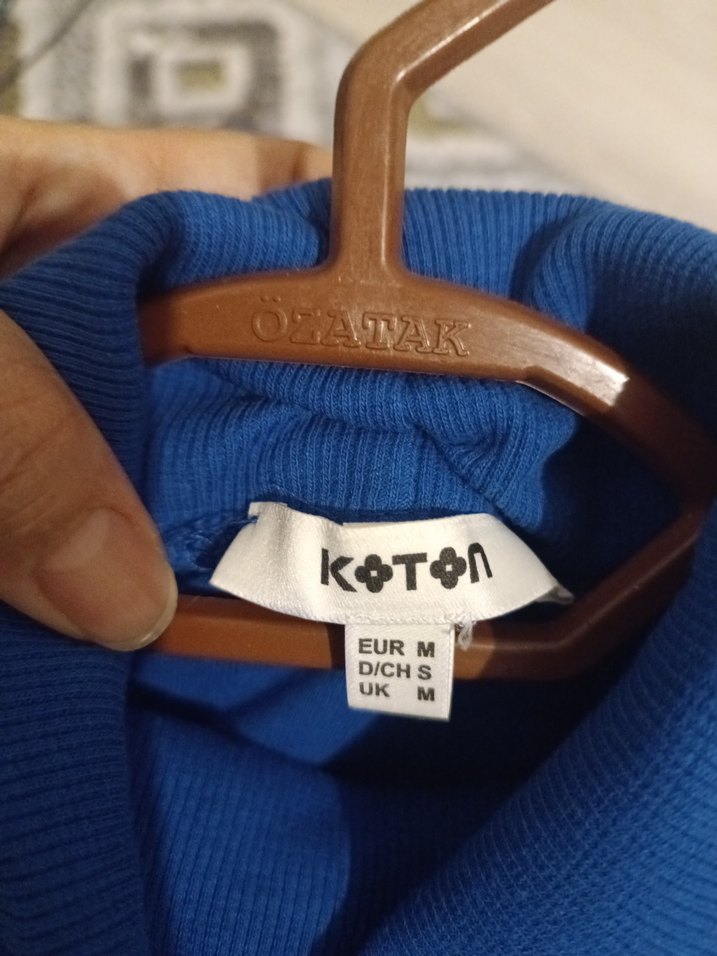 ÖZATAK
KOTON
EUR M
D/CH S
UK M